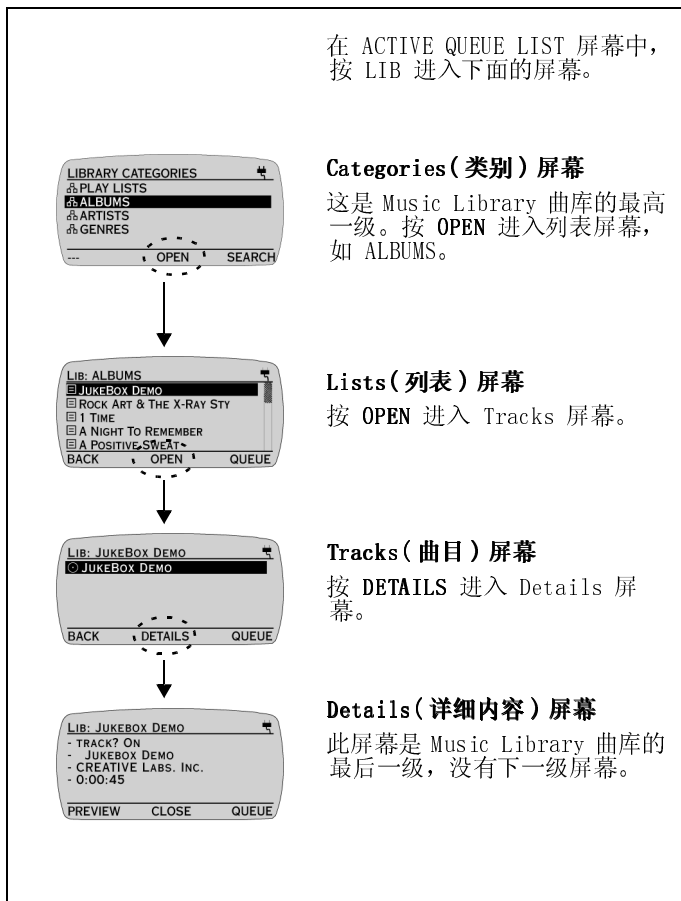 在 ACTIVE QUEUE LIST 屏幕中，
按 LIB 进入下面的屏幕。
LIBRARY CATEGORIES
PLAY LISTS
ALBUMS
ARTISTS
GENRES
--- OPEN SEARCH
Categories(类别)屏幕
这是 Music Library 曲库的最高
一级。按 OPEN 进入列表屏幕，
如 ALBUMS。
LIB: ALBUMS
JUKEBOX DEMO
ROCK ART & THE X-RAY STY
1 TIME
A NIGHT TO REMEMBER
A POSITIVE SWEAT
BACK OPEN QUEUE
Lists(列表)屏幕
按 OPEN 进入 Tracks 屏幕。
LIB: JUKEBOX DEMO
JUKEBOX DEMO
BACK DETAILS QUEUE
Tracks(曲目)屏幕
按 DETAILS 进入 Details 屏
幕。
LIB: JUKEBOX DEMO
- TRACK? ON
- JUKEBOX DEMO
- CREATIVE LABS. INC.
- 0:00:45
PREVIEW CLOSE QUEUE
Details(详细内容)屏幕
此屏幕是 Music Library 曲库的
最后一级，没有下一级屏幕。